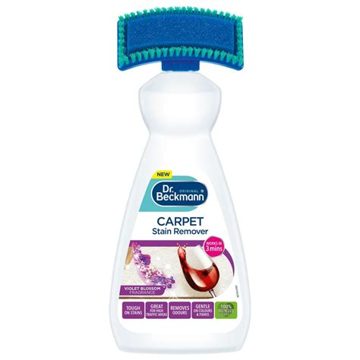 NEW
Dr.
ORIGINAL
Beckmann
CARPET
Stain Remover
WORKS IN
3 mins
VIOLET BLOSSOM
FRAGRANCE
TOUGH
ON STAINS
GREAT
FOR HIGH
TRAFFIC AREAS
REMOVES
ODOURS
GENTLE
ON COLOURS
& FIBRES
100%